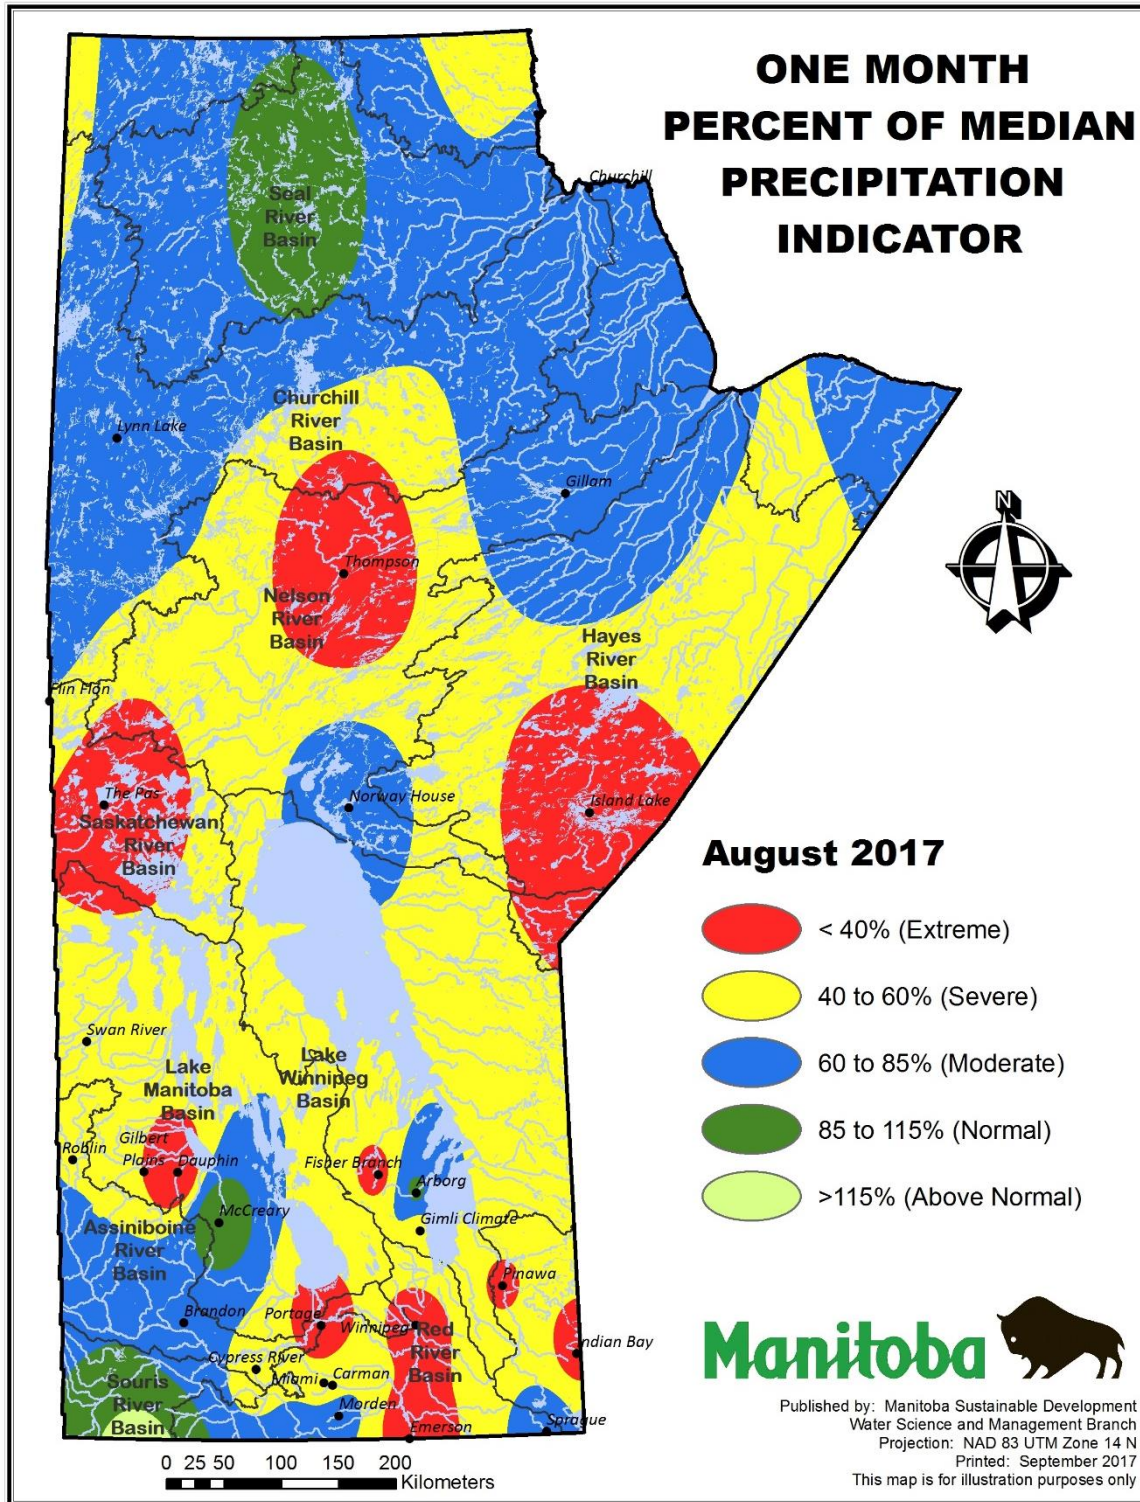 ONE MONTH
PERCENT OF MEDIAN
PRECIPITATION
INDICATOR
Churchill
Seal
River
Basin
Churchill
River
Basin
Lynn Lake
Gillam
N
Thompson
Nelson
River
Basin
Hayes
River
Basin
Flin Flon
The Pas
Saskatchewan
River
Basin
Norway House
Island Lake
August 2017
< 40% (Extreme)
40 to 60% (Severe)
60 to 85% (Moderate)
85 to 115% (Normal)
>115% (Above Normal)
Swan River
Lake
Manitoba
Basin
Lake
Winnipeg
Basin
Roblin
Gilbert
Plains
Dauphin
Fisher Branch
Arborg
McCreary
Gimli Climate
Assiniboine
River
Basin
Pinawa
Brandon
Portage
Winnipeg
Red
River
Basin
Indian Bay
Cypress River
Miami
Carman
Souris
River
Basin
Morden
Emerson
Sprague
Manitoba
Published by: Manitoba Sustainable Development
Water Science and Management Branch
Projection: NAD 83 UTM Zone 14 N
Printed: September 2017
This map is for illustration purposes only
0 25 50 100 150 200
Kilometers